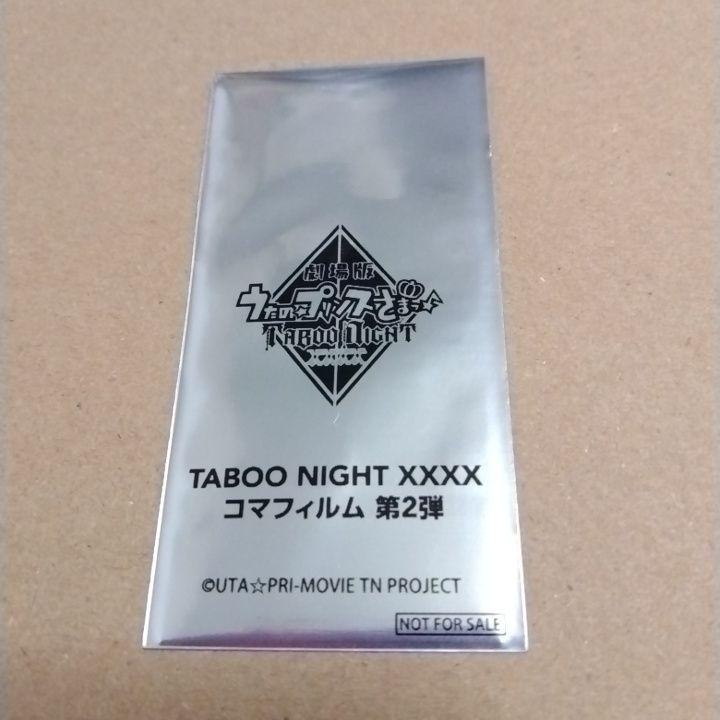 劇場版
うたの☆プリンスさまっ♪
TABOO NIGHT
XXXX
TABOO NIGHT XXXX
コマフィルム 第2弾
©UTA☆PRI-MOVIE TN PROJECT
NOT FOR SALE